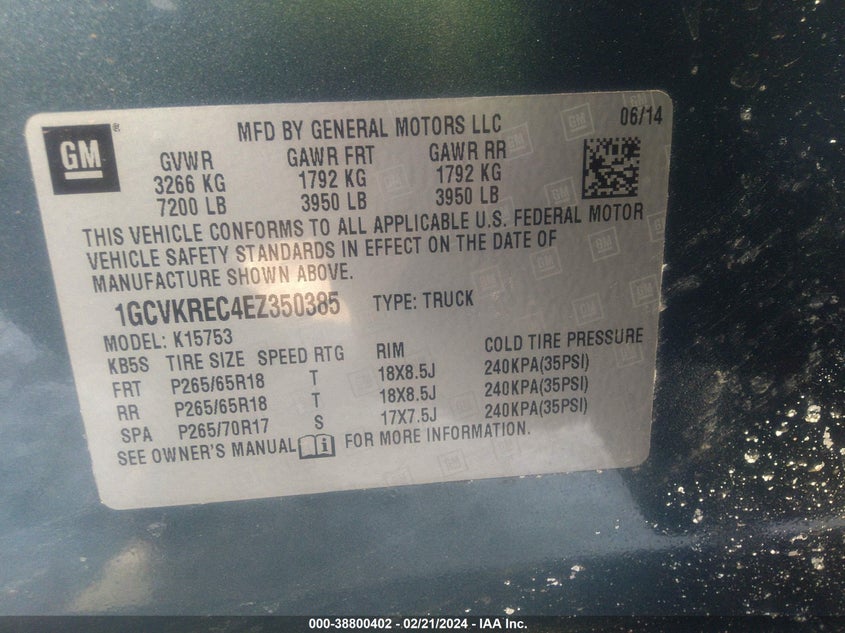 GM
MFD BY GENERAL MOTORS LLC 06/14
GVWR GAWR FRT GAWR RR
3266 KG 1792 KG 1792 KG
7200 LB 3950 LB 3950 LB
THIS VEHICLE CONFORMS TO ALL APPLICABLE U.S. FEDERAL MOTOR
VEHICLE SAFETY STANDARDS IN EFFECT ON THE DATE OF
MANUFACTURE SHOWN ABOVE.
1GCVKREC4EZ350385 TYPE: TRUCK
MODEL: K15753
KB5S TIRE SIZE SPEED RTG RIM COLD TIRE PRESSURE
FRT P265/65R18 T 18X8.5J 240KPA(35PSI)
RR P265/65R18 T 18X8.5J 240KPA(35PSI)
SPA P265/70R17 S 17X7.5J 240KPA(35PSI)
SEE OWNER'S MANUAL FOR MORE INFORMATION.
000-38800402 - 02/21/2024 - IAA Inc.